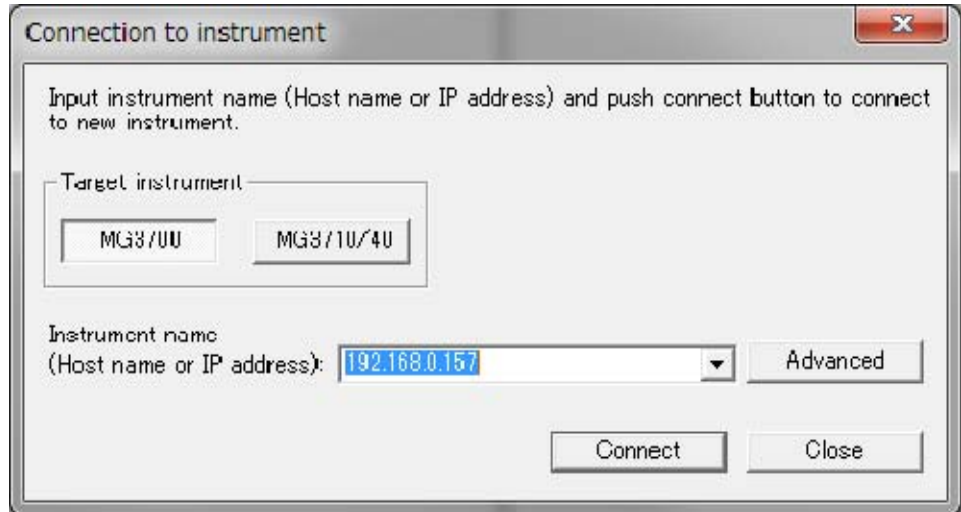 Connection to instrument
Input instrument name (Host name or IP address) and push connect button to connect
to new instrument.
Target instrument
MG3700 MG3710/40
Instrument name
(Host name or IP address): 192.168.0.157 Advanced
Connect Close